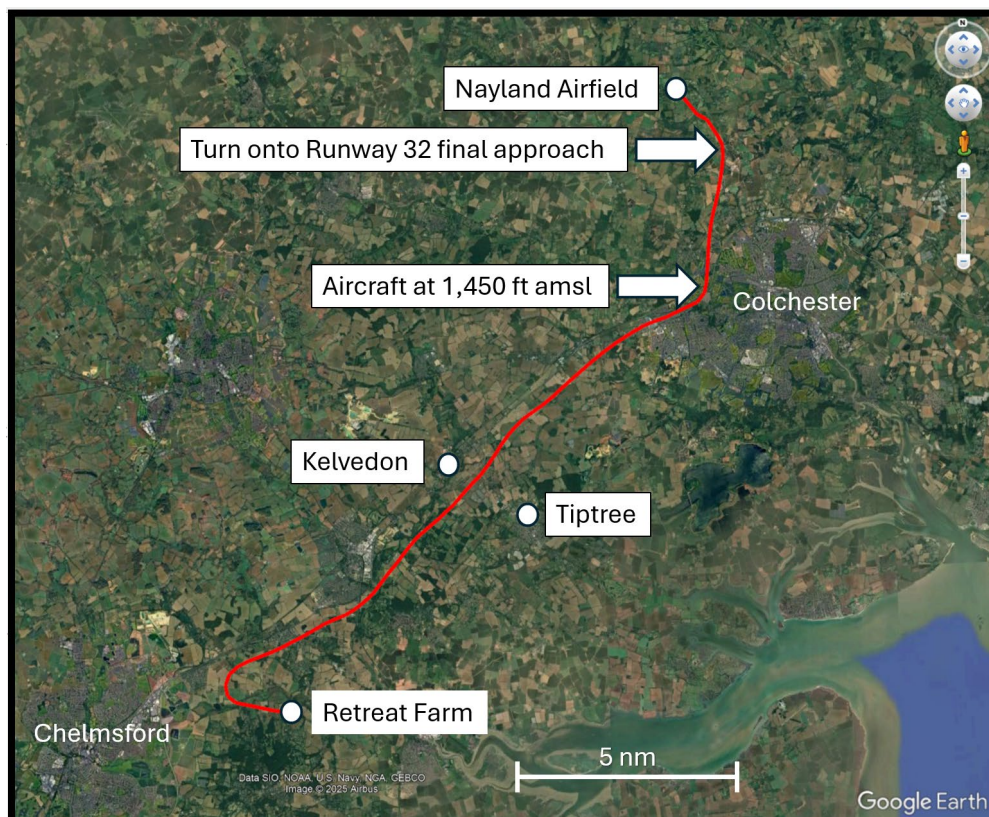 N
Nayland Airfield
Turn onto Runway 32 final approach
Aircraft at 1,450 ft amsl
Colchester
Kelvedon
Tiptree
Retreat Farm
Chelmsford
5 nm
Data SIO, NOAA, U.S. Navy, NGA, GEBCO
Image © 2025 Airbus
Google Earth